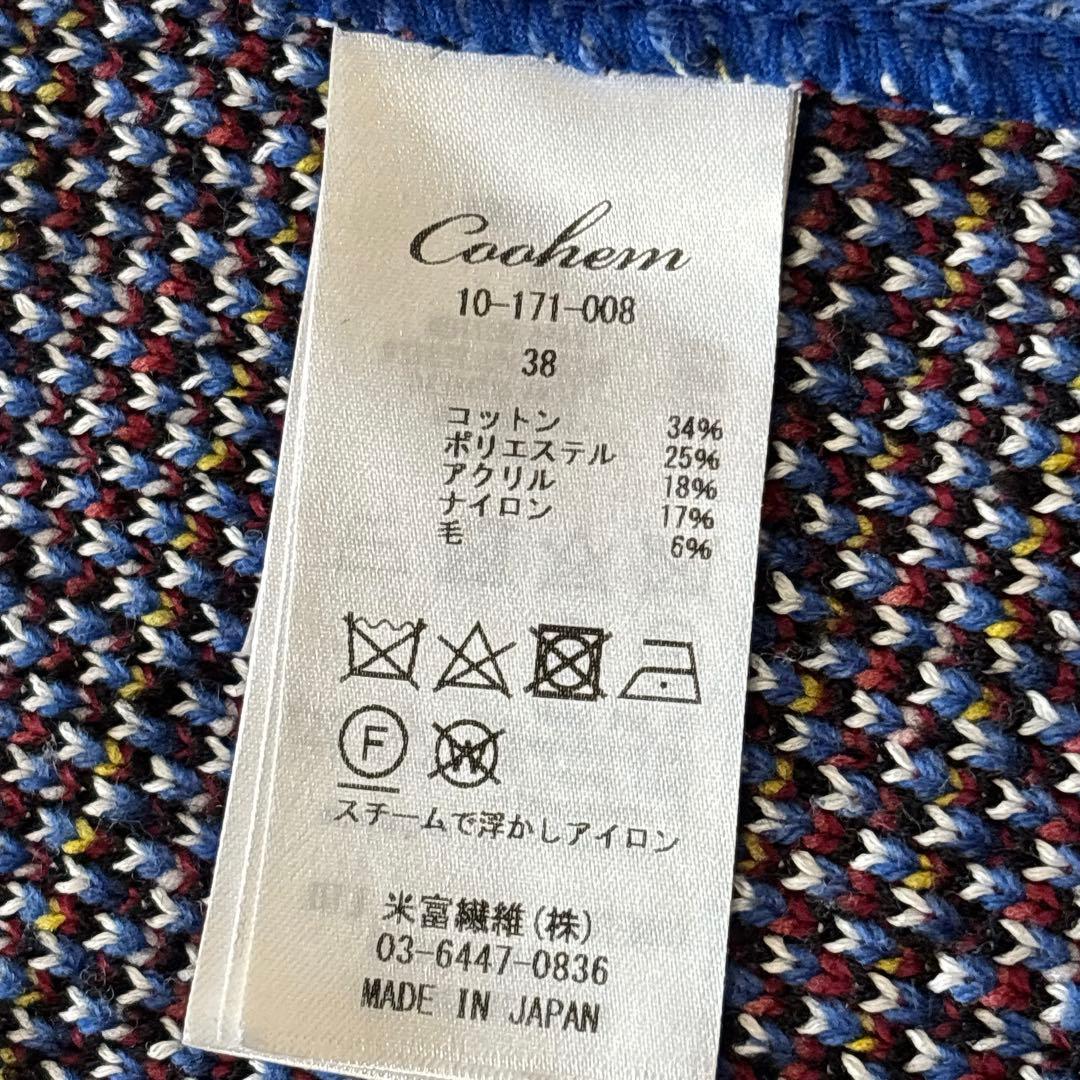 Coohem
10-171-008
38
コットン 34%
ポリエステル 25%
アクリル 18%
ナイロン 17%
毛 6%
F W
スチームで浮かしアイロン
米富繊維(株)
03-6447-0836
MADE IN JAPAN